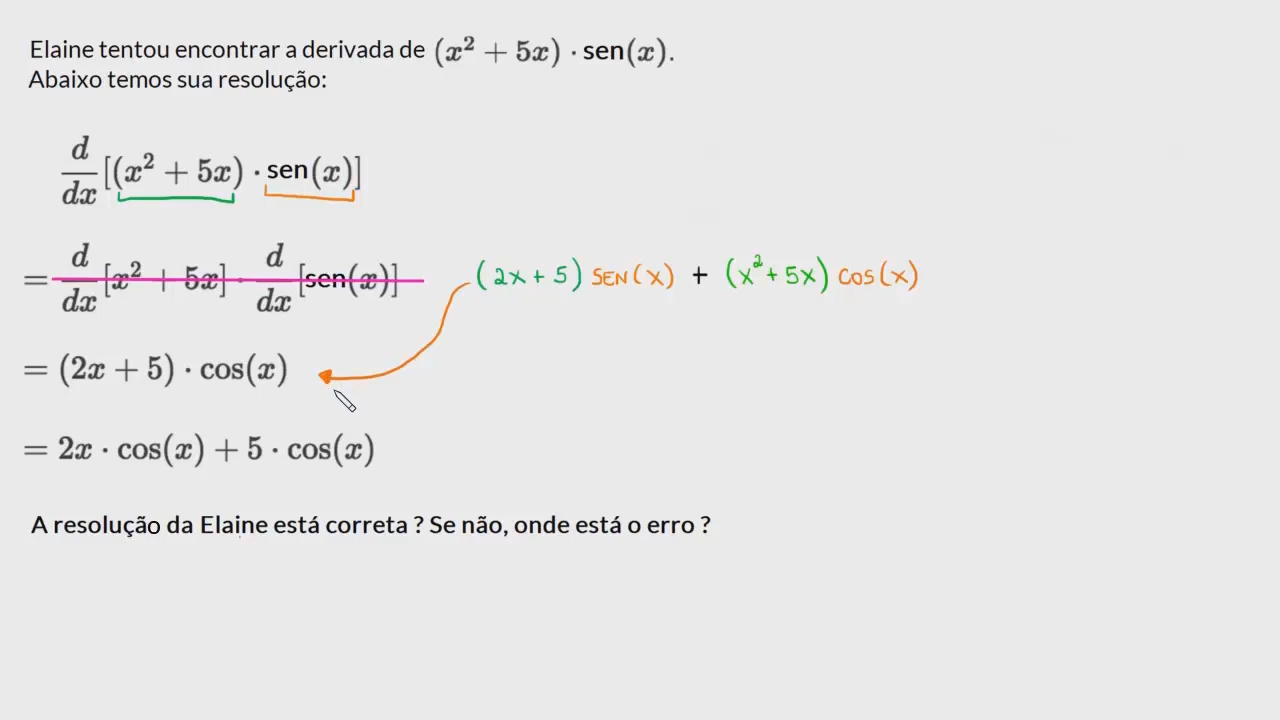 Elaine tentou encontrar a derivada de (x² + 5x) · sen(x).
Abaixo temos sua resolução:
d/dx [(x² + 5x) · sen(x)]
= d/dx [x² + 5x] · d/dx [sen(x)]
(2x + 5) SEN(x) + (x² + 5x) COS(x)
= (2x + 5) · cos(x)
= 2x · cos(x) + 5 · cos(x)
A resolução da Elaine está correta ? Se não, onde está o erro ?